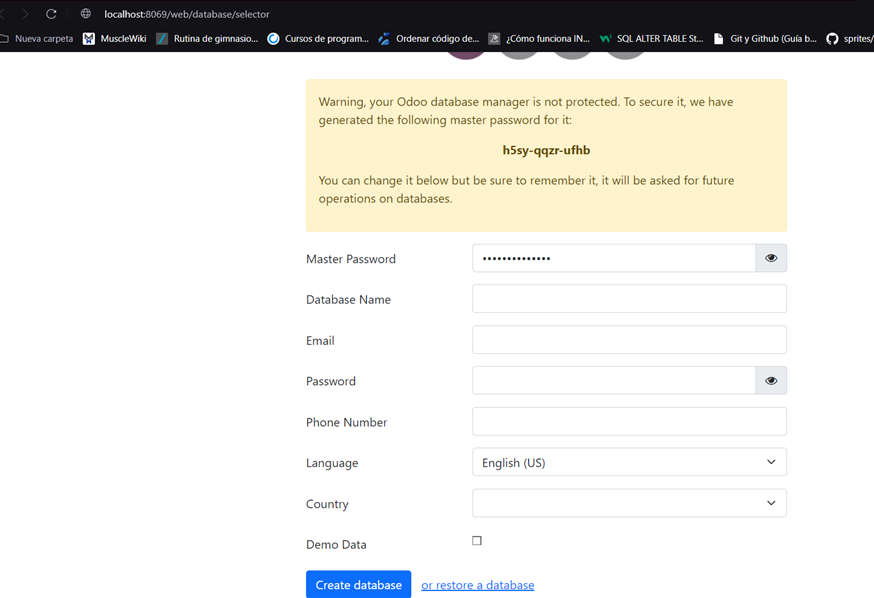 localhost:8069/web/database/selector
Nueva carpeta MuscleWiki Rutina de gimnasio... Cursos de program... Ordenar código de... ¿Cómo funciona IN... SQL ALTER TABLE St... Git y Github (Guía b... sprites/
Warning, your Odoo database manager is not protected. To secure it, we have
generated the following master password for it:
h5sy-qqzr-ufhb
You can change it below but be sure to remember it, it will be asked for future
operations on databases.
Master Password ••••••••••••••
Database Name
Email
Password
Phone Number
Language English (US)
Country
Demo Data
Create database or restore a database